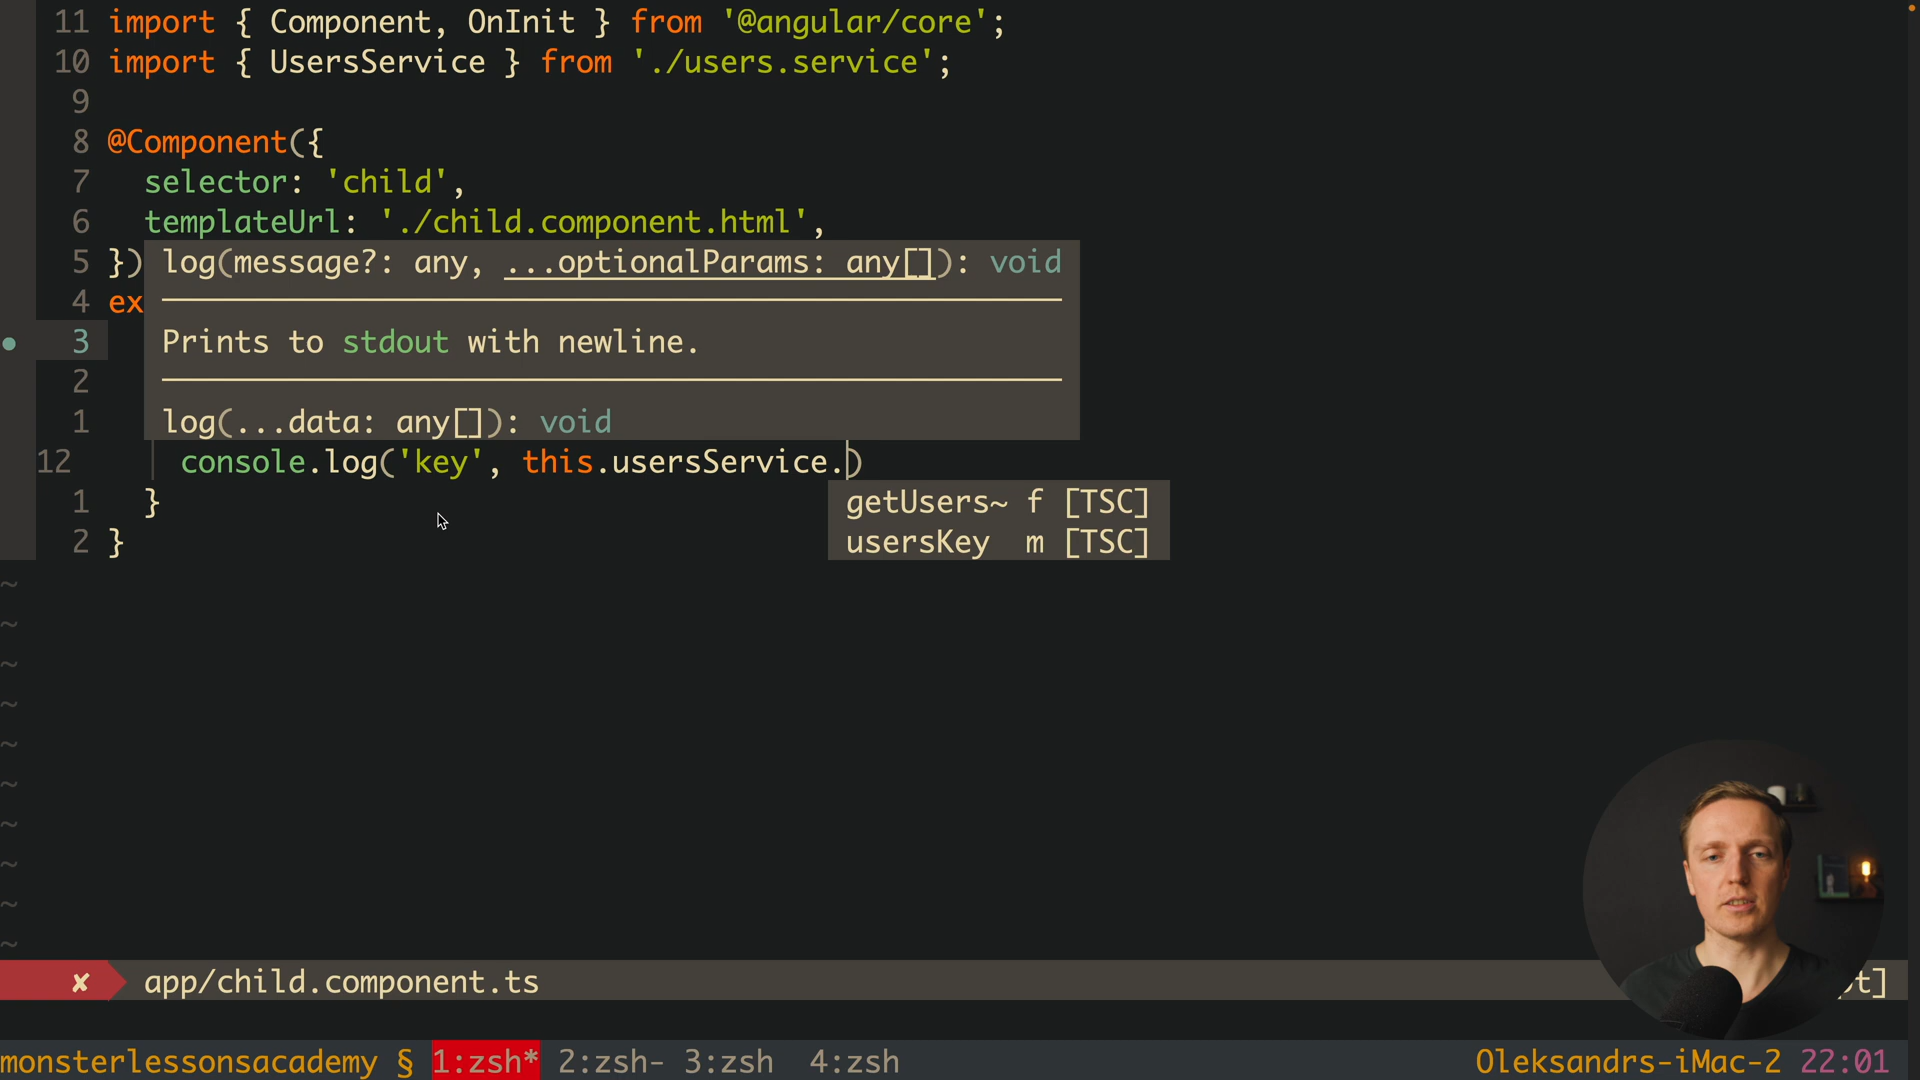 11 import { Component, OnInit } from '@angular/core';
10 import { UsersService } from './users.service';
9
8 @Component({
7 selector: 'child',
6 templateUrl: './child.component.html',
5 }) log(message?: any, ...optionalParams: any[]): void
4 ex
3 Prints to stdout with newline.
2
1 log(...data: any[]): void
12 console.log('key', this.usersService.)
1 } getUsers~ f [TSC]
usersKey m [TSC]
2 }
~
~
~
~
~
~
~
~
~
~
✘ app/child.component.ts
t]
monsterlessonsacademy § 1:zsh* 2:zsh- 3:zsh 4:zsh Oleksandrs-iMac-2 22:01